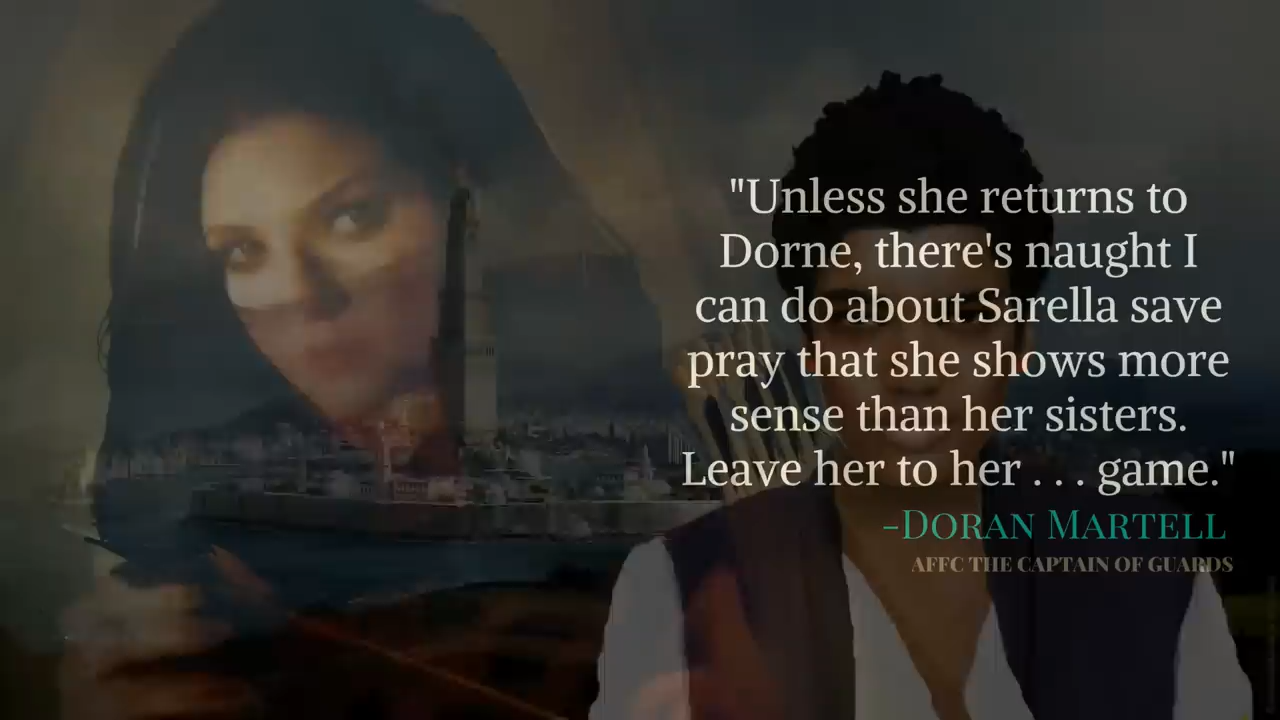 "Unless she returns to
Dorne, there's naught I
can do about Sarella save
pray that she shows more
sense than her sisters.
Leave her to her . . . game."
-DORAN MARTELL
AFFC THE CAPTAIN OF GUARDS